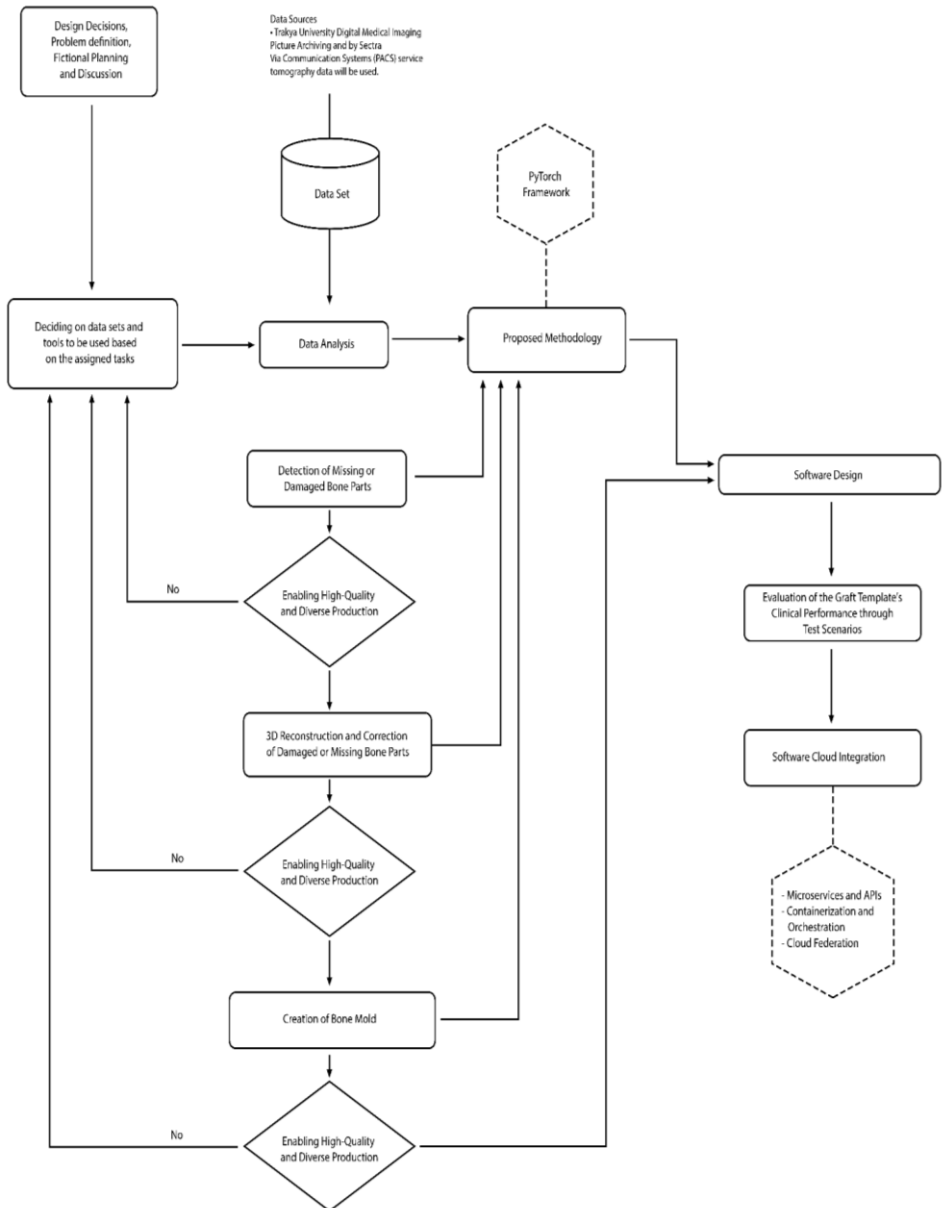 Design Decisions,
Problem definition,
Fictional Planning
and Discussion
Data Sources
• Trakya University Digital Medical Imaging
Picture Archiving and by Sectra
Via Communication Systems (PACS) service
tomography data will be used.
PyTorch
Framework
Data Set
Deciding on data sets and
tools to be used based
on the assigned tasks
Data Analysis
Proposed Methodology
Detection of Missing or
Damaged Bone Parts
Software Design
No
Enabling High-Quality
and Diverse Production
Evaluation of the Graft Template's
Clinical Performance through
Test Scenarios
3D Reconstruction and Correction
of Damaged or Missing Bone Parts
Software Cloud Integration
No
Enabling High-Quality
and Diverse Production
- Microservices and APIs
- Containerization and
Orchestration
- Cloud Federation
Creation of Bone Mold
No
Enabling High-Quality
and Diverse Production